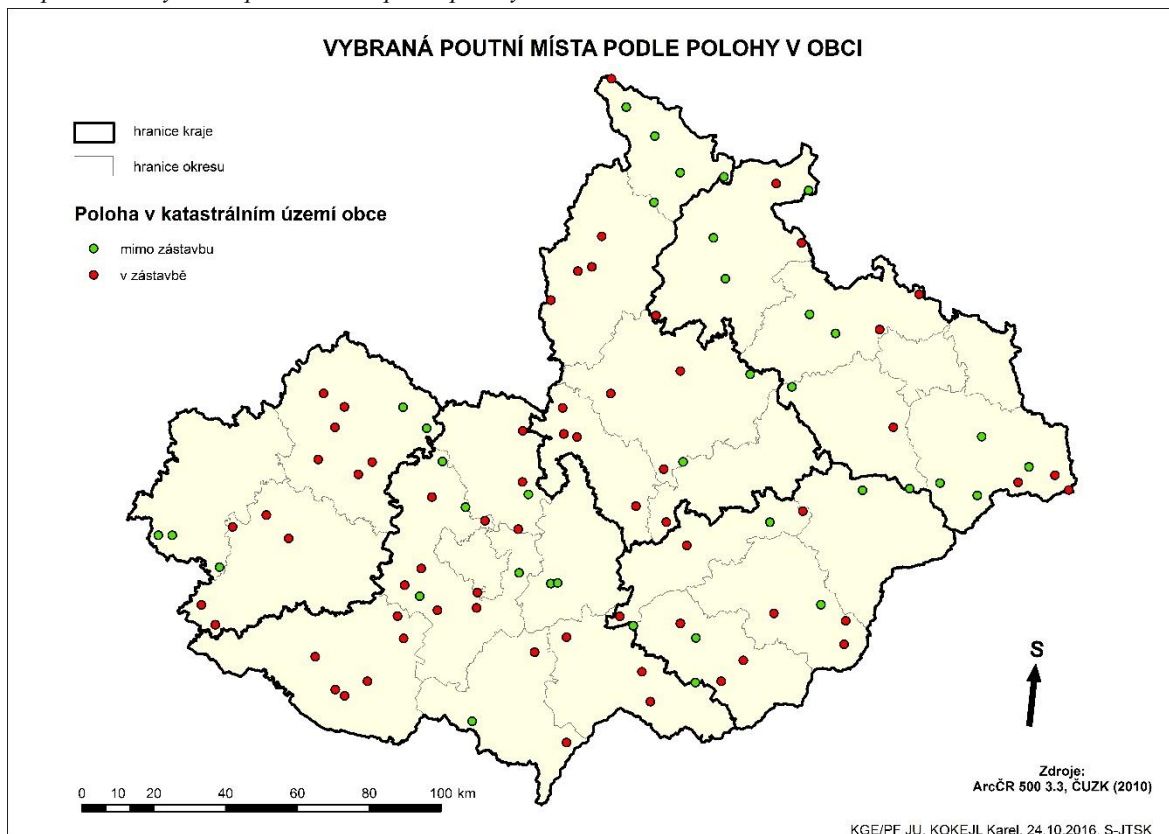 VYBRANÁ POUTNÍ MÍSTA PODLE POLOHY V OBCI
hranice kraje
hranice okresu
Poloha v katastrálním území obce
mimo zástavbu
v zástavbě
S
0 10 20 40 60 80 100 km
Zdroje:
ArcČR 500 3.3, ČUZK (2010)
KGE/PF JU, KOKEJL Karel, 24.10.2016, S-JTSK